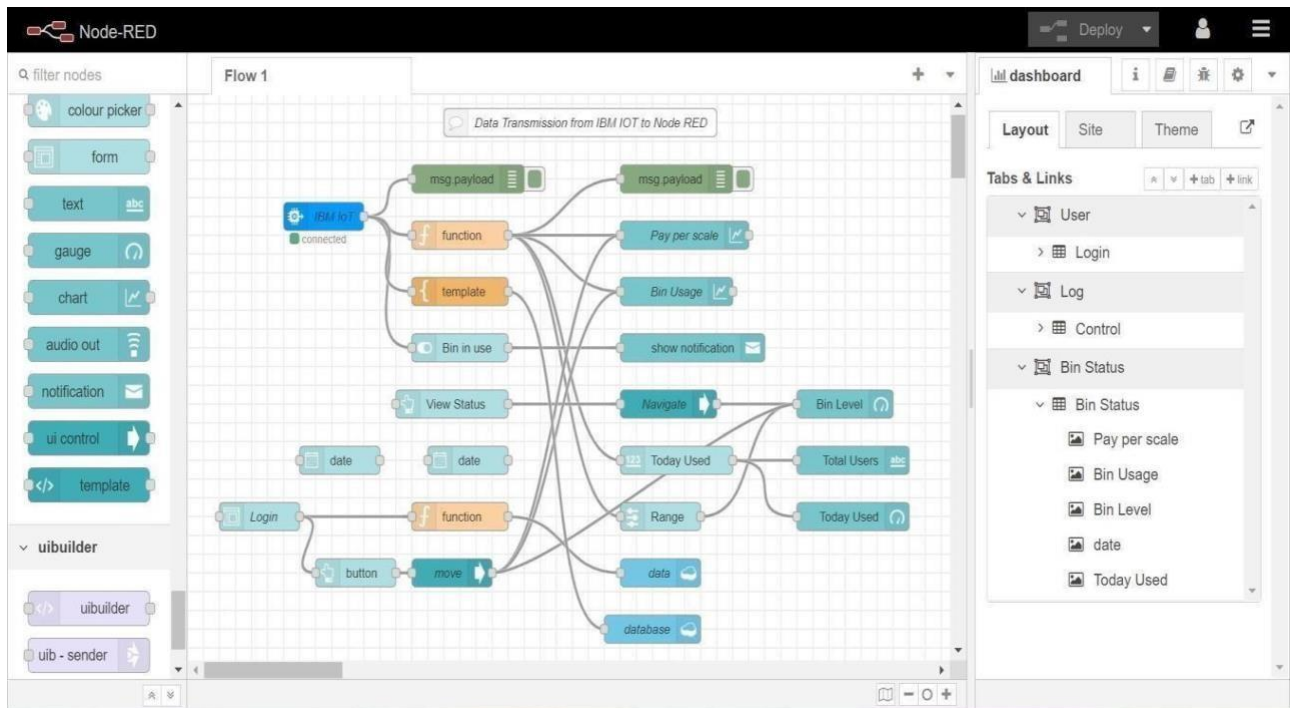 Node-RED
Deploy
filter nodes
colour picker
form
text abc
gauge
chart
audio out
notification
ui control
template
uibuilder
uibuilder
uib - sender
Flow 1
Data Transmission from IBM IOT to Node RED
msg.payload
msg.payload
IBM IoT
connected
function
Pay per scale
template
Bin Usage
Bin in use
show notification
View Status
Navigate
Bin Level
date
date
123 Today Used
Total Users abc
Login
function
Range
Today Used
button
move
data
database
dashboard
i
Layout
Site
Theme
Tabs & Links
+ tab
+ link
User
Login
Log
Control
Bin Status
Bin Status
Pay per scale
Bin Usage
Bin Level
date
Today Used